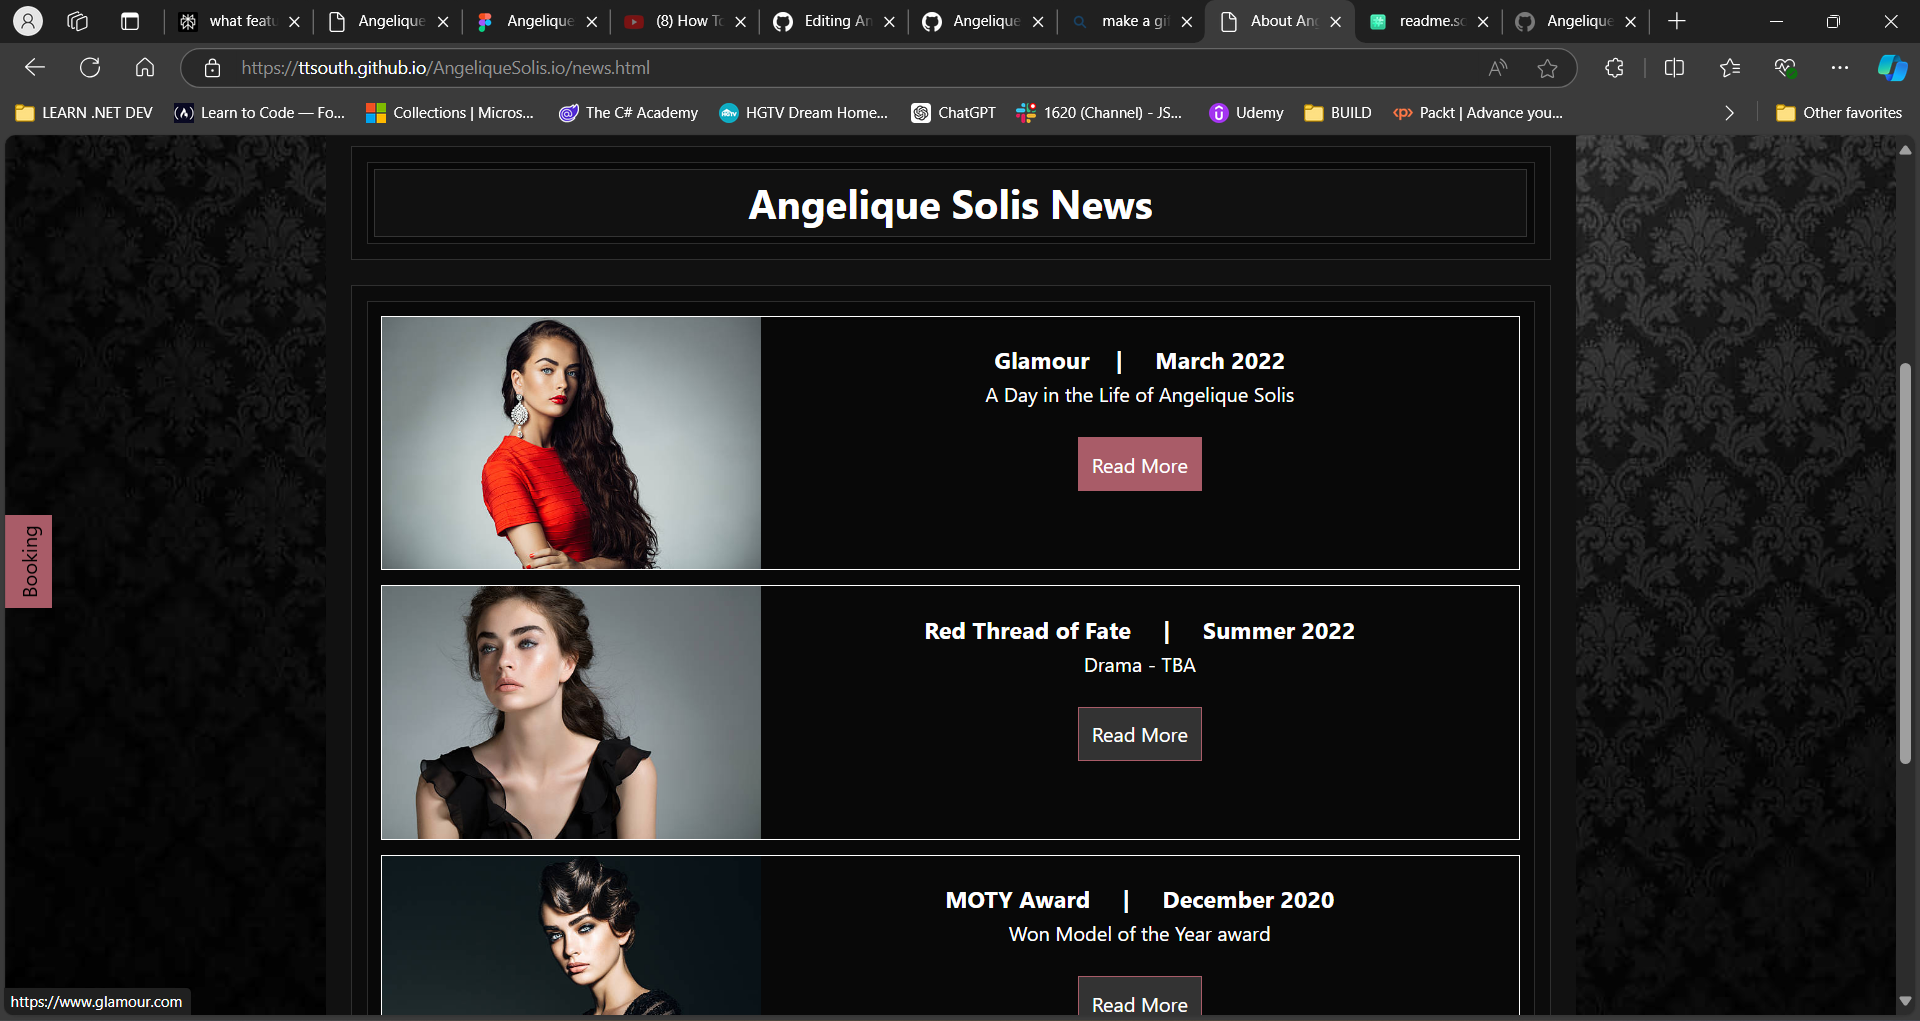 what featu
Angelique
Angelique
(8) How To
Editing An
Angelique
make a gif
About Ang
readme.so
Angelique
https://ttsouth.github.io/AngeliqueSolis.io/news.html
LEARN .NET DEV
Learn to Code — Fo...
Collections | Micros...
The C# Academy
HGTV Dream Home...
ChatGPT
1620 (Channel) - JS...
Udemy
BUILD
Packt | Advance you...
Other favorites
Angelique Solis News
Glamour | March 2022
A Day in the Life of Angelique Solis
Read More
Booking
Red Thread of Fate | Summer 2022
Drama - TBA
Read More
MOTY Award | December 2020
Won Model of the Year award
Read More
https://www.glamour.com